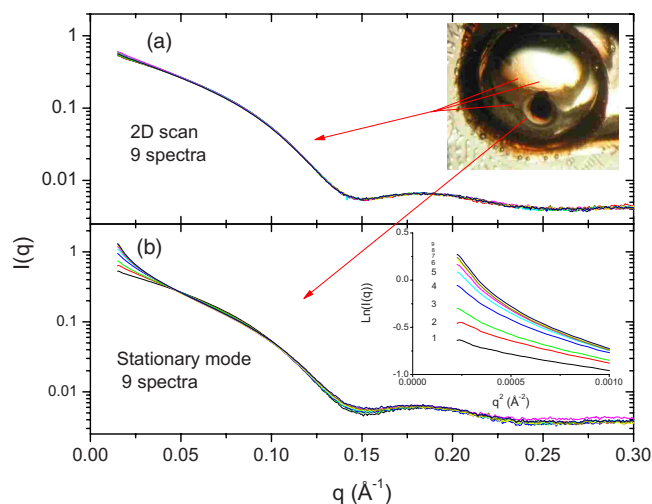 (a)
1
0.1
2D scan
9 spectra
0.01
I(q)
(b)
1
0.1
Stationary mode
9 spectra
0.01
0.5
0.0
-0.5
-1.0
Ln(I(q))
9
8
7
6
5
4
3
2
1
0.0000 0.0005 0.0010
q² (Å⁻²)
0.00 0.05 0.10 0.15 0.20 0.25 0.30
q (Å⁻¹)